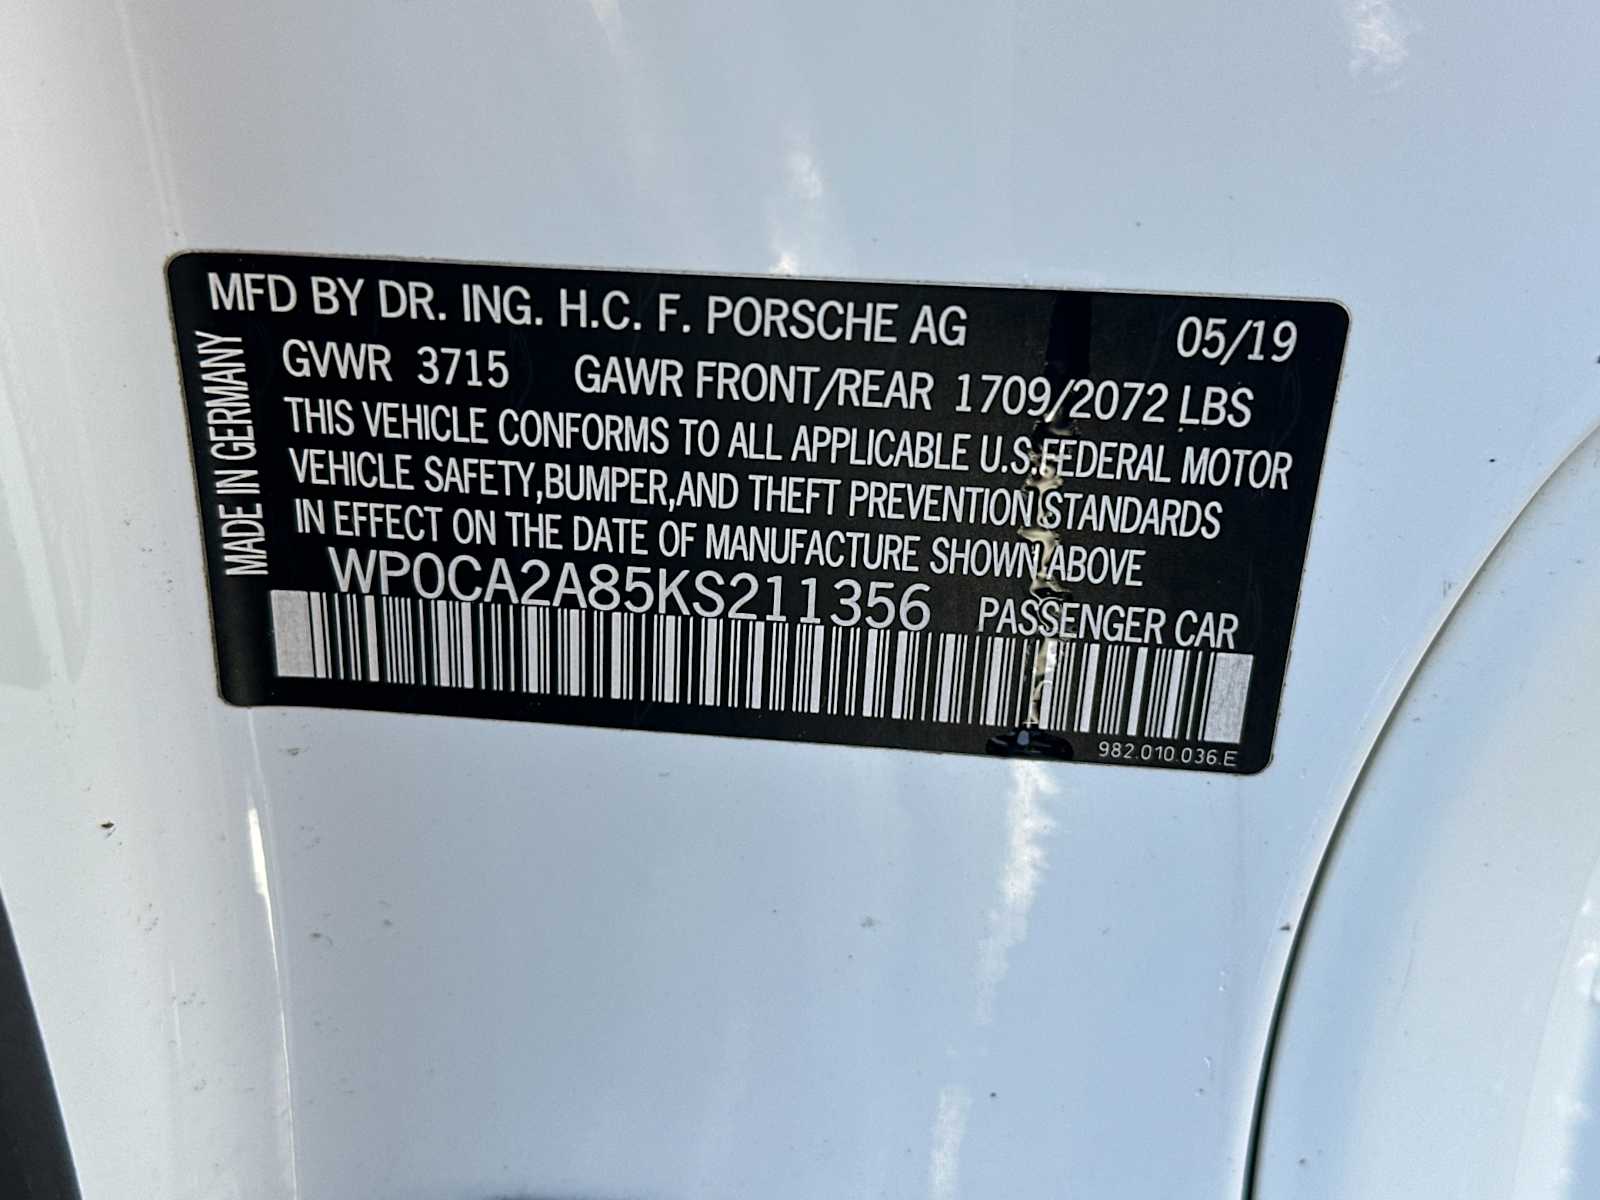 MFD BY DR. ING. H.C. F. PORSCHE AG 05/19
GVWR 3715 GAWR FRONT/REAR 1709/2072 LBS
THIS VEHICLE CONFORMS TO ALL APPLICABLE U.S.FEDERAL MOTOR
VEHICLE SAFETY,BUMPER,AND THEFT PREVENTION STANDARDS
IN EFFECT ON THE DATE OF MANUFACTURE SHOWN ABOVE
WP0CA2A85KS211356 PASSENGER CAR
982.010.036.E
MADE IN GERMANY